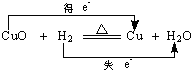 得 e⁻
CuO + H₂ ≜ Cu + H₂O
失 e⁻